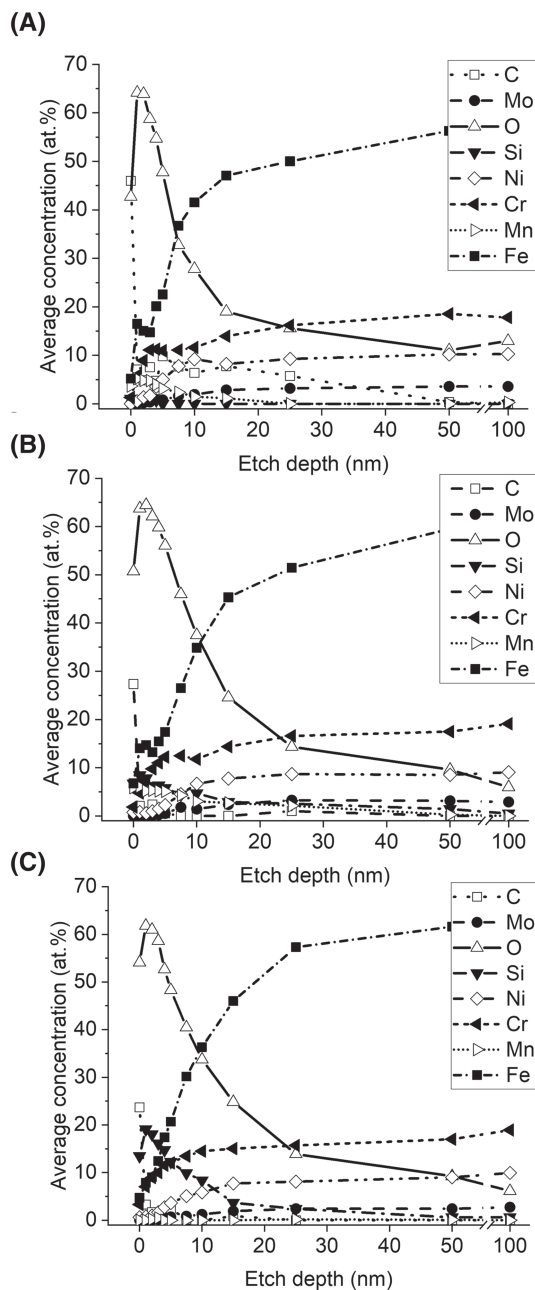 (A)
70
60
50
40
30
20
10
0
Average concentration (at.%)
C
Mo
O
Si
Ni
Cr
Mn
Fe
0 10 20 30 40 50 100
Etch depth (nm)
(B)
70
60
50
40
30
20
10
0
Average concentration (at.%)
C
Mo
O
Si
Ni
Cr
Mn
Fe
0 10 20 30 40 50 100
Etch depth (nm)
(C)
70
60
50
40
30
20
10
0
Average concentration (at.%)
C
Mo
O
Si
Ni
Cr
Mn
Fe
0 10 20 30 40 50 100
Etch depth (nm)